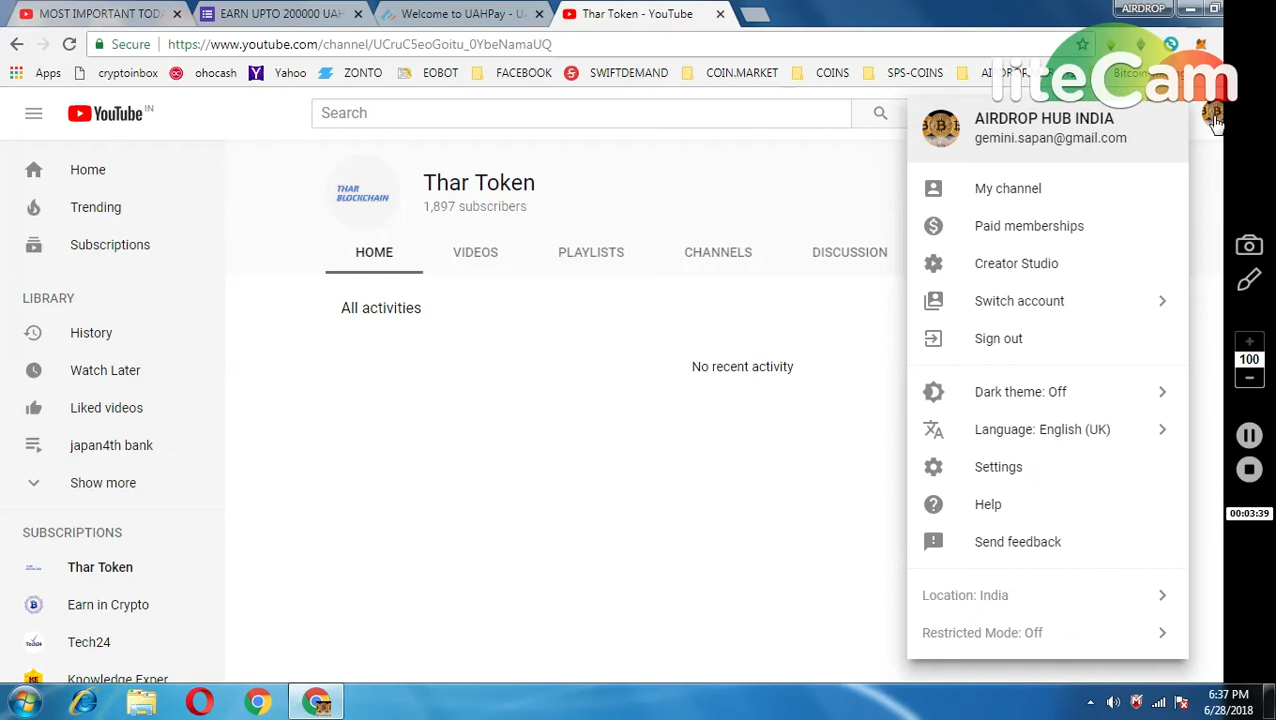 MOST IMPORTANT TODA
EARN UPTO 200000 UAH
Welcome to UAHPay - L
Thar Token - YouTube
AIRDROP
Secure
https://www.youtube.com/channel/UCruC5eoGoitu_0YbeNamaUQ
Apps
cryptoinbox
ohocash
Yahoo
ZONE
EOBOT
FACEBOOK
SWIFTDEMAND
COIN.MARKET
COINS
SPS-COINS
liteCam
YouTube IN
Search
AIRDROP HUB INDIA
gemini.sapan@gmail.com
Home
Trending
Subscriptions
LIBRARY
History
Watch Later
Liked videos
japan4th bank
Show more
SUBSCRIPTIONS
Thar Token
Earn in Crypto
Tech24
Knowledge Exper
THAR
BLOCKCHAIN
Thar Token
1,897 subscribers
HOME
VIDEOS
PLAYLISTS
CHANNELS
DISCUSSION
All activities
No recent activity
My channel
Paid memberships
Creator Studio
Switch account
Sign out
Dark theme: Off
Language: English (UK)
Settings
Help
Send feedback
Location: India
Restricted Mode: Off
100
00:03:39
6:37 PM
6/28/2018